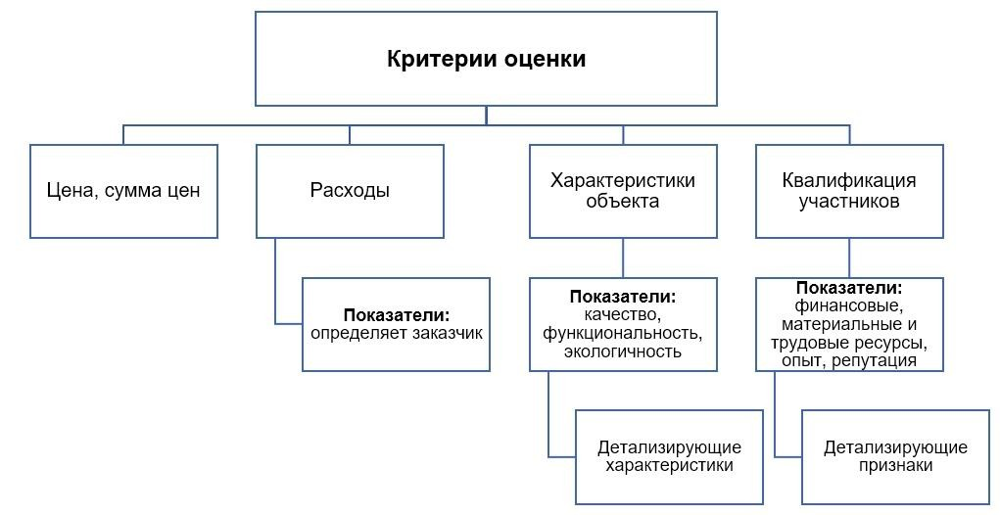 Критерии оценки
Цена, сумма цен
Расходы
Характеристики
объекта
Квалификация
участников
Показатели:
определяет заказчик
Показатели:
качество,
функциональность,
экологичность
Показатели:
финансовые,
материальные и
трудовые ресурсы,
опыт, репутация
Детализирующие
характеристики
Детализирующие
признаки